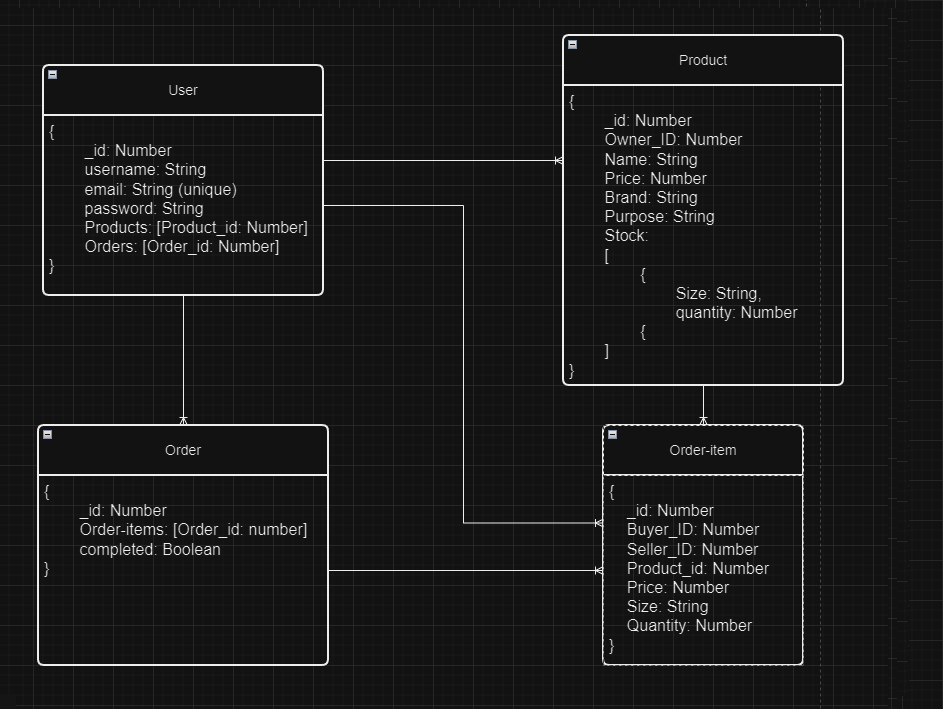 User
{
_id: Number
username: String
email: String (unique)
password: String
Products: [Product_id: Number]
Orders: [Order_id: Number]
}
Product
{
_id: Number
Owner_ID: Number
Name: String
Price: Number
Brand: String
Purpose: String
Stock:
[
{
Size: String,
quantity: Number
{
]
}
Order
{
_id: Number
Order-items: [Order_id: number]
completed: Boolean
}
Order-item
{
_id: Number
Buyer_ID: Number
Seller_ID: Number
Product_id: Number
Price: Number
Size: String
Quantity: Number
}